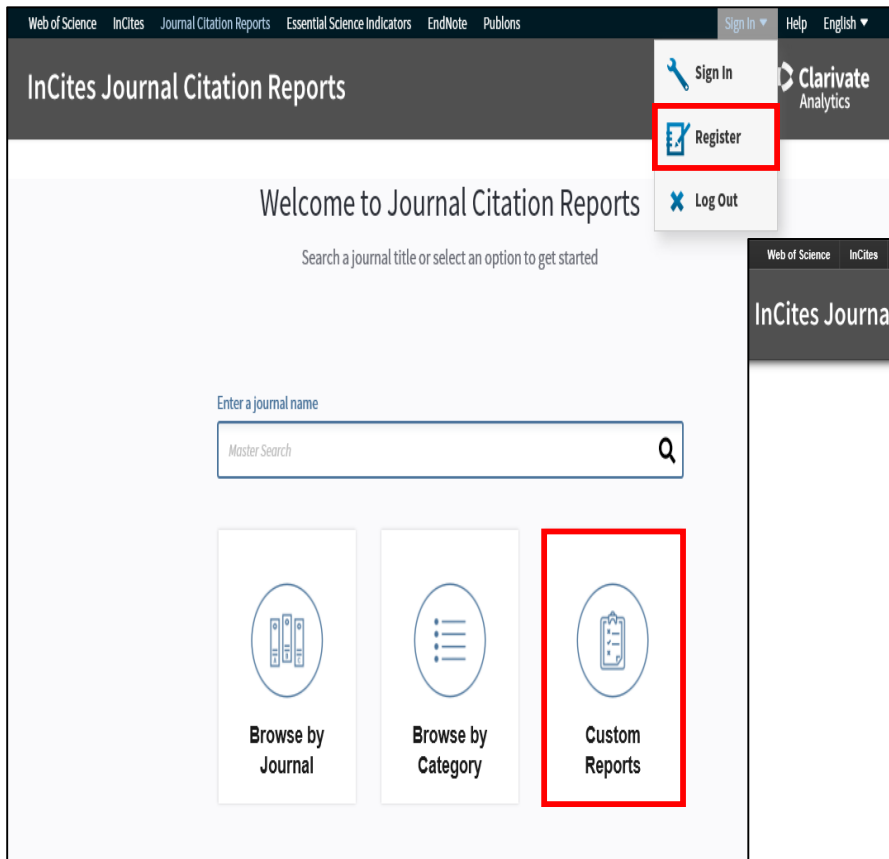 Web of Science InCites Journal Citation Reports Essential Science Indicators EndNote Publons Sign In Help English
InCites Journal Citation Reports
Sign In
Register
Log Out
Clarivate
Analytics
Welcome to Journal Citation Reports
Search a journal title or select an option to get started
Web of Science InCites
InCites Journa
Enter a journal name
Master Search
Browse by
Journal
Browse by
Category
Custom
Reports